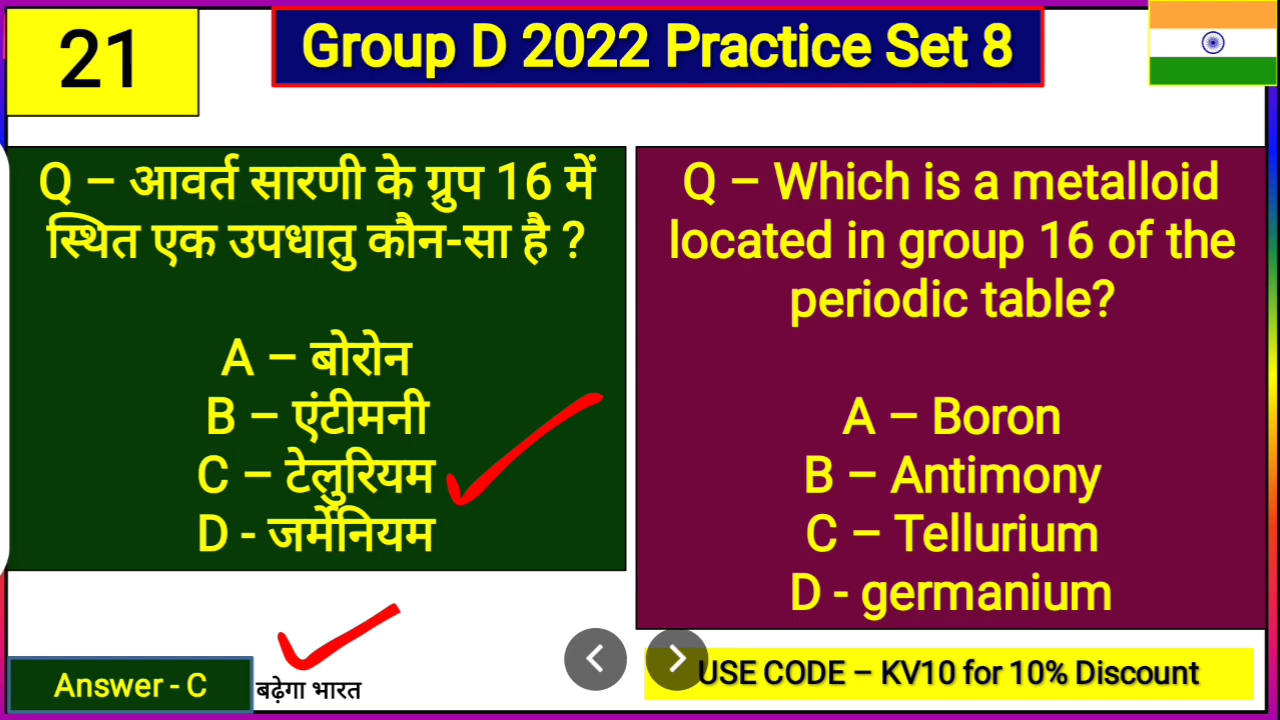 21
Group D 2022 Practice Set 8
Q – आवर्त सारणी के ग्रुप 16 में
स्थित एक उपधातु कौन-सा है ?
A – बोरोन
B – एंटीमनी
C – टेलुरियम
D - जर्मेनियम
Q – Which is a metalloid
located in group 16 of the
periodic table?
A – Boron
B – Antimony
C – Tellurium
D - germanium
Answer - C
बढ़ेगा भारत
USE CODE – KV10 for 10% Discount